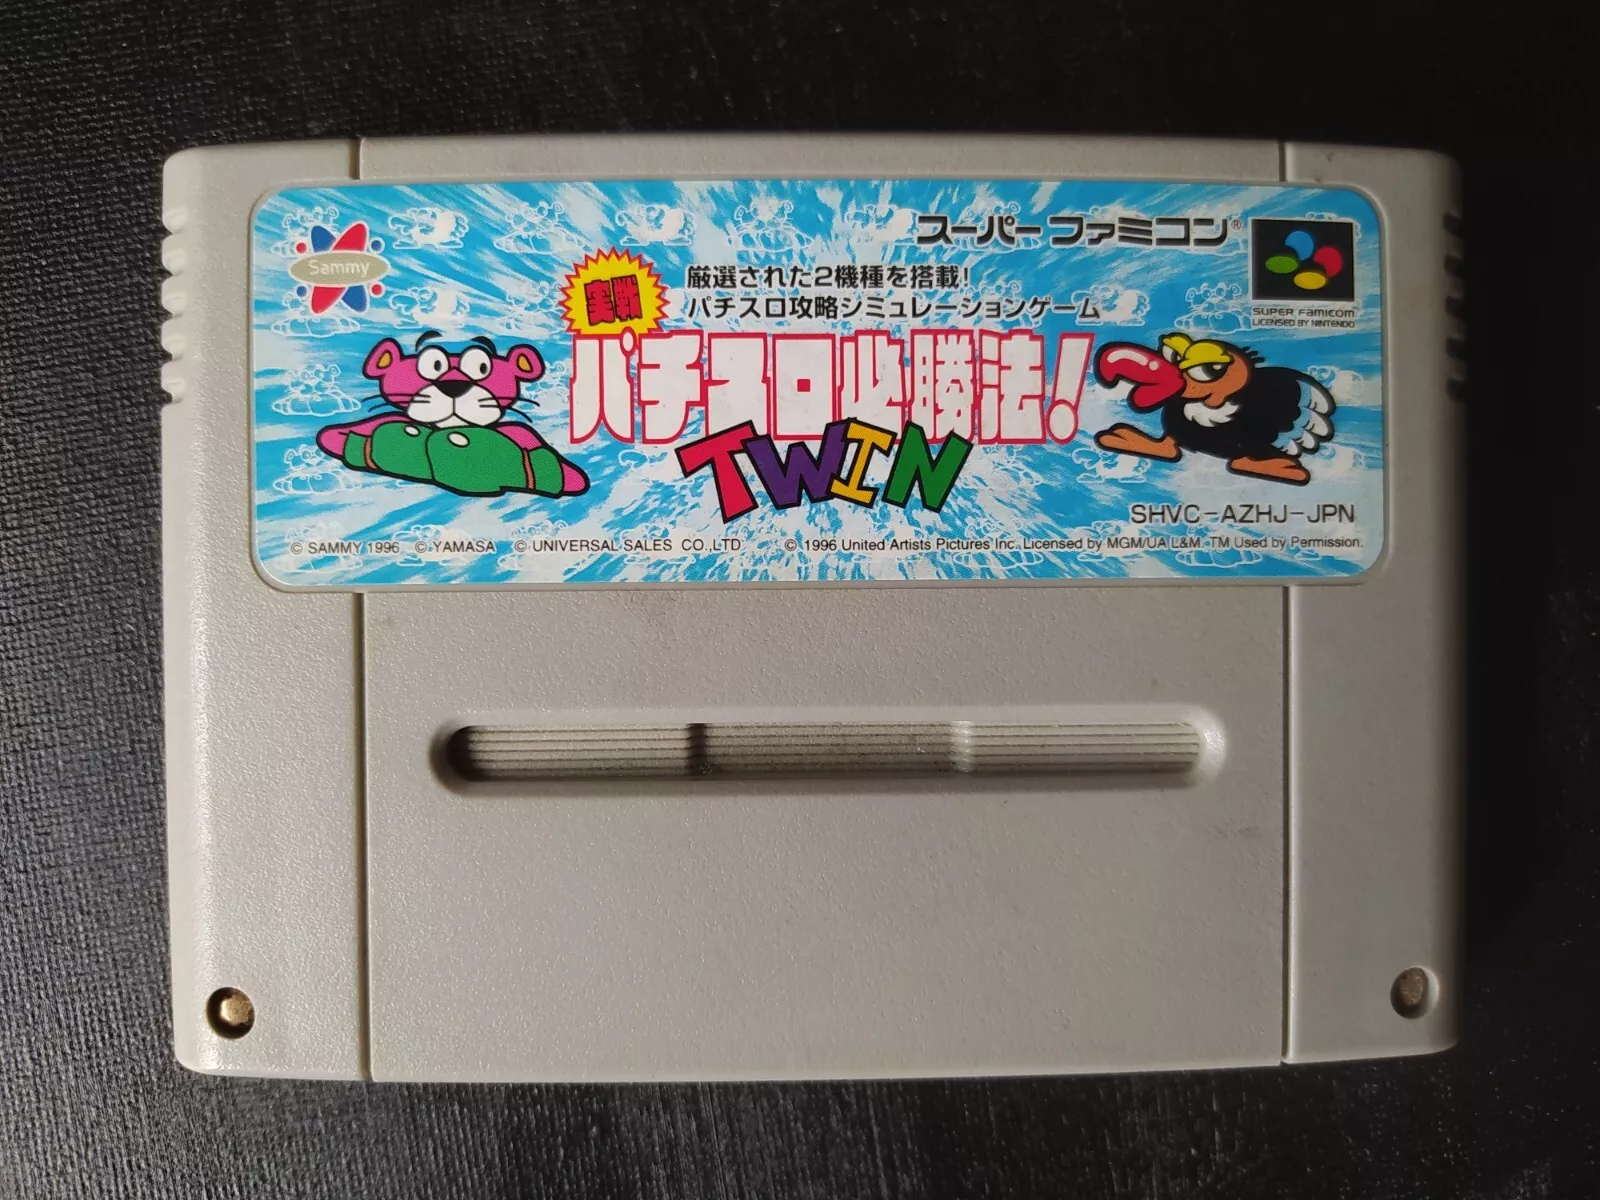 スーパーファミコン®
Sammy
実戦
厳選された2機種を搭載!
パチスロ攻略シミュレーションゲーム
SUPER FAMICOM
LICENSED BY NINTENDO
パチスロ必勝法!
TWIN
SHVC-AZHJ-JPN
© SAMMY 1996 © YAMASA © UNIVERSAL SALES CO.,LTD. © 1996 United Artists Pictures Inc. Licensed by MGM/UA L&M. TM Used by Permission.